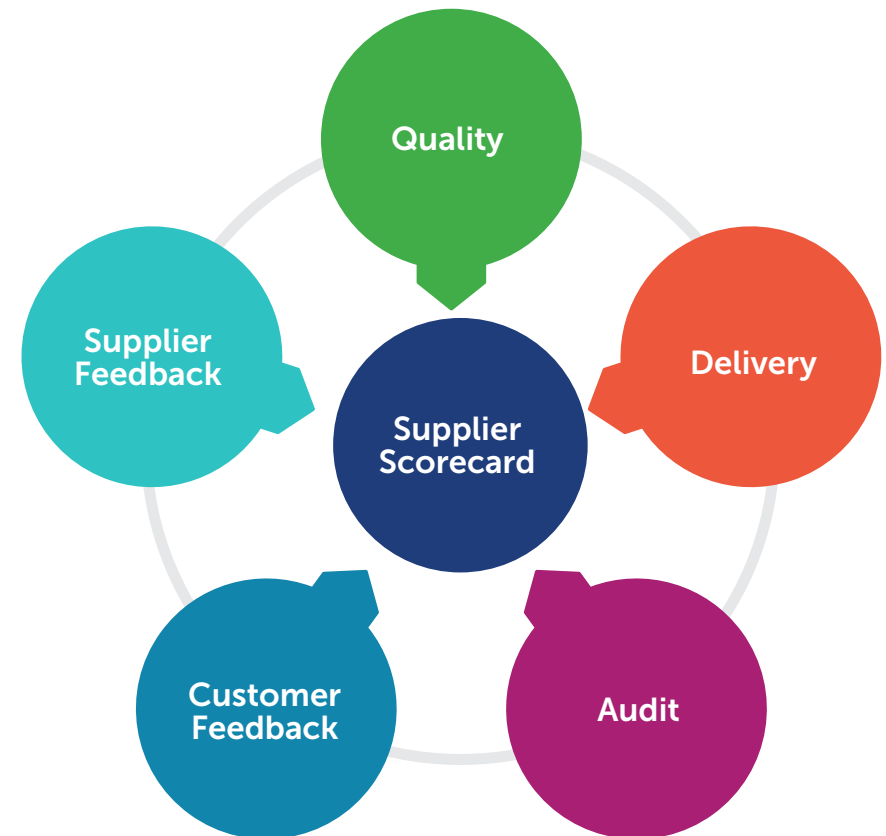 Quality
Supplier
Feedback
Delivery
Supplier
Scorecard
Customer
Feedback
Audit